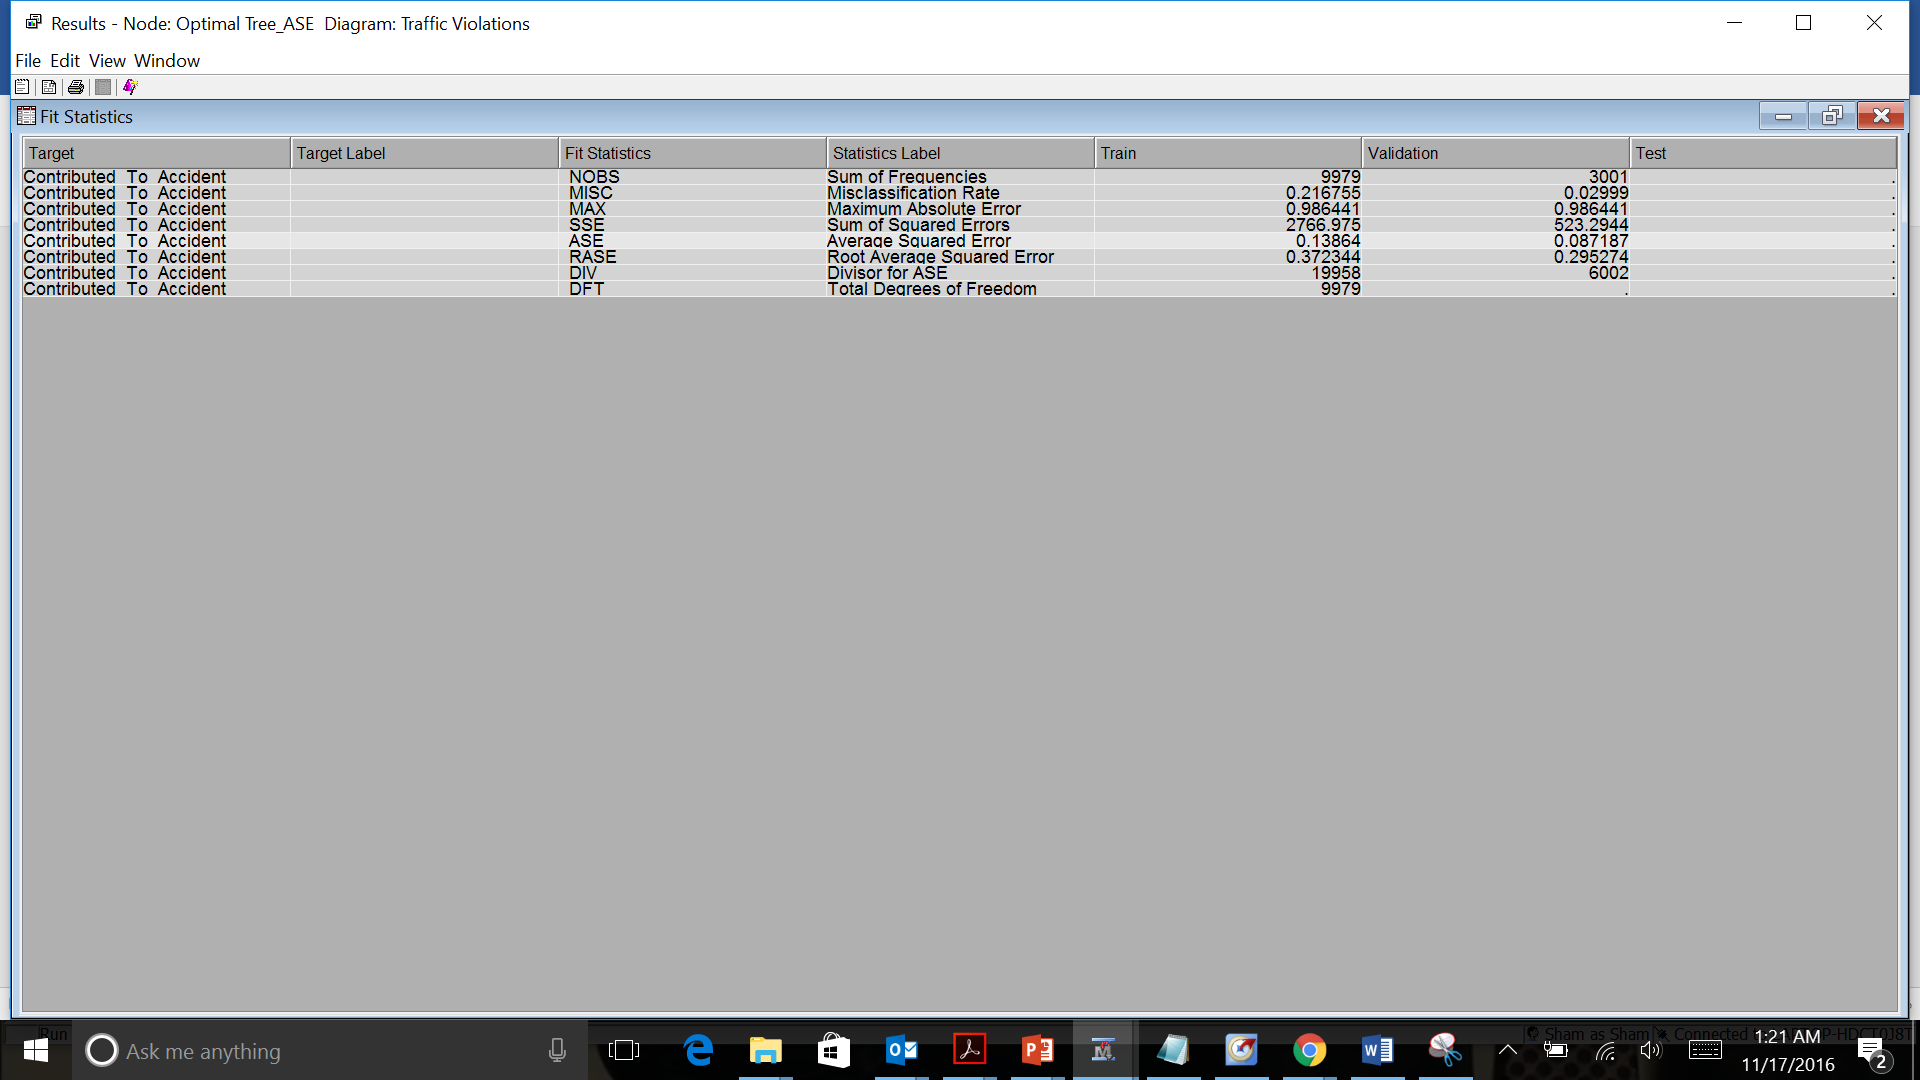 Results - Node: Optimal Tree_ASE Diagram: Traffic Violations
File Edit View Window
Fit Statistics
Target Target Label Fit Statistics Statistics Label Train Validation Test
Contributed To Accident NOBS Sum of Frequencies 9979 3001 .
Contributed To Accident MISC Misclassification Rate 0.216755 0.02999 .
Contributed To Accident MAX Maximum Absolute Error 0.986441 0.986441 .
Contributed To Accident SSE Sum of Squared Errors 2766.975 523.2944 .
Contributed To Accident ASE Average Squared Error 0.13864 0.087187 .
Contributed To Accident RASE Root Average Squared Error 0.372344 0.295274 .
Contributed To Accident DIV Divisor for ASE 19958 6002 .
Contributed To Accident DFT Total Degrees of Freedom 9979 . .
Run
Sham as Sham Connected
Ask me anything
1:21 AM
11/17/2016
2